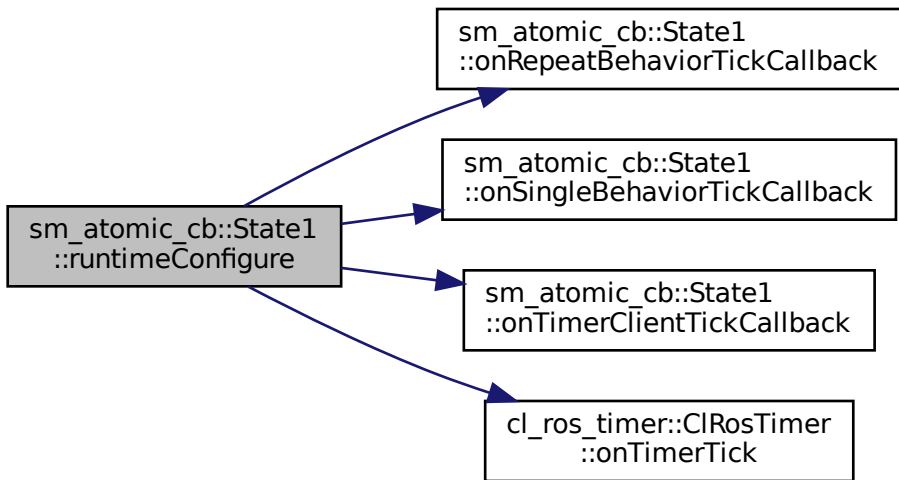 sm_atomic_cb::State1
::onRepeatBehaviorTickCallback
sm_atomic_cb::State1
::onSingleBehaviorTickCallback
sm_atomic_cb::State1
::runtimeConfigure
sm_atomic_cb::State1
::onTimerClientTickCallback
cl_ros_timer::ClRosTimer
::onTimerTick